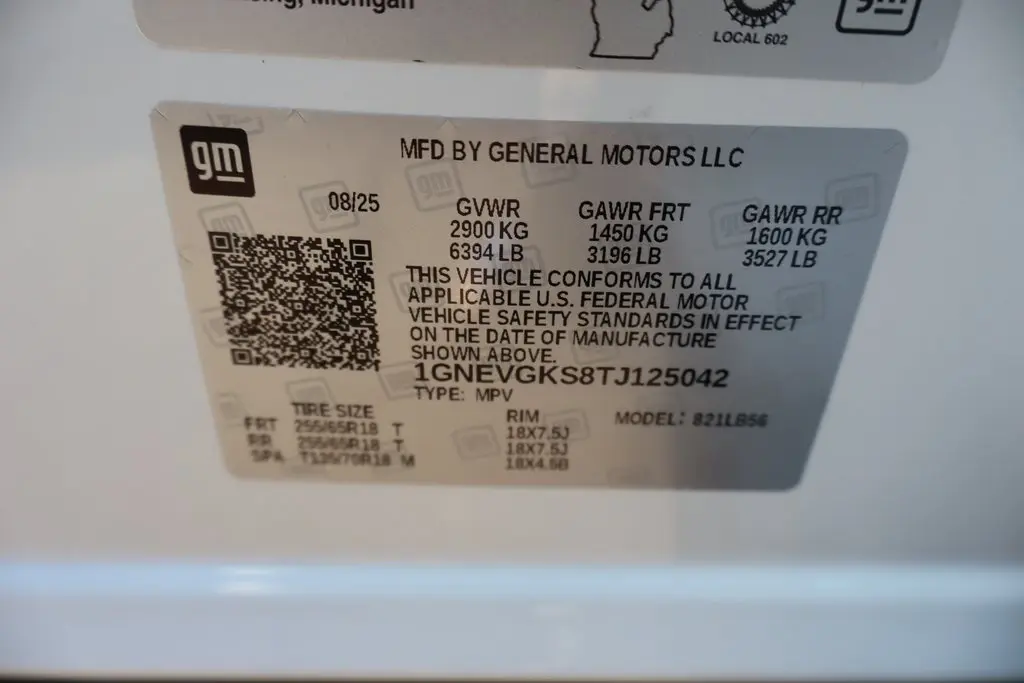 Michigan
LOCAL 602
gm
gm
MFD BY GENERAL MOTORS LLC
08/25
GVWR GAWR FRT GAWR RR
2900 KG 1450 KG 1600 KG
6394 LB 3196 LB 3527 LB
THIS VEHICLE CONFORMS TO ALL
APPLICABLE U.S. FEDERAL MOTOR
VEHICLE SAFETY STANDARDS IN EFFECT
ON THE DATE OF MANUFACTURE
SHOWN ABOVE.
1GNEVGKS8TJ125042
TYPE: MPV MODEL: 821LB56
TIRE SIZE RIM
FRT 255/65R18 T 18X7.5J
RR 255/65R18 T 18X7.5J
SPA T135/70R18 M 18X4.5B